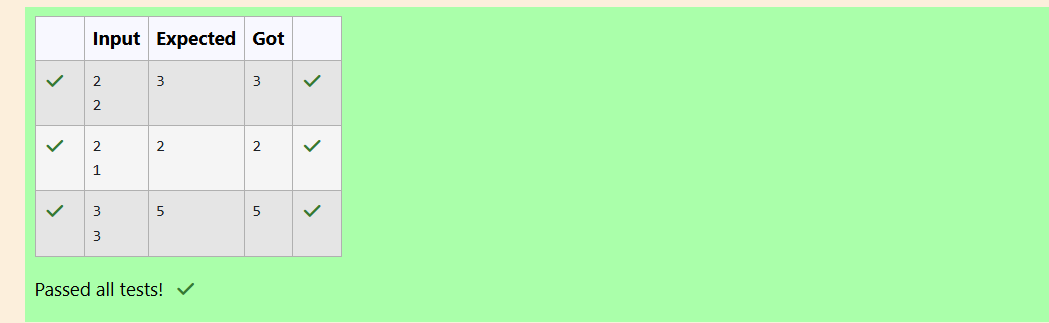 Input Expected Got
2 3 3
2
2 2 2
1
3 5 5
3
Passed all tests!